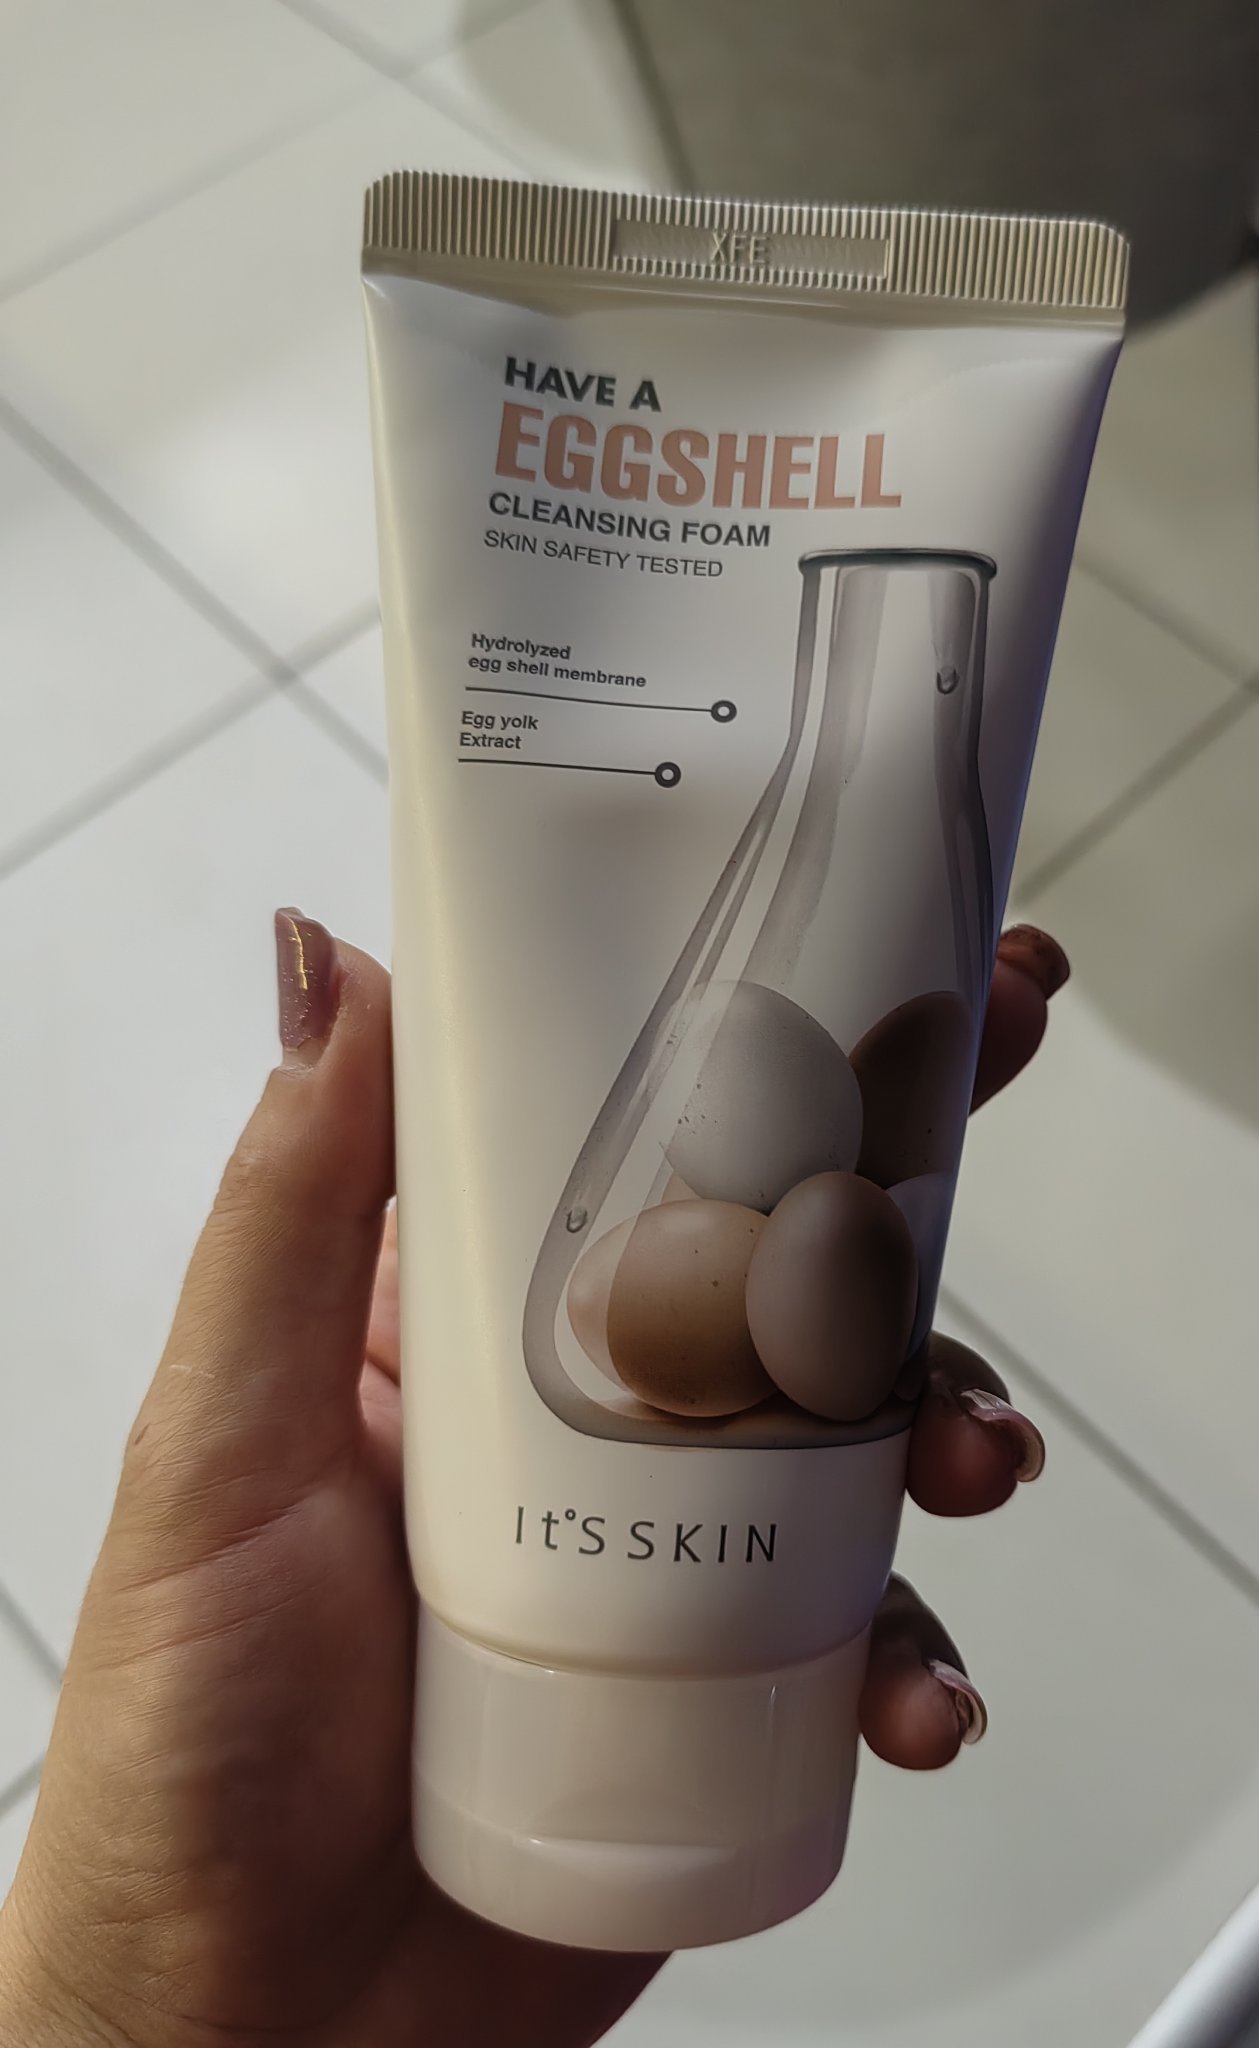 XFE
HAVE A
EGGSHELL
CLEANSING FOAM
SKIN SAFETY TESTED
Hydrolyzed
egg shell membrane
Egg yolk
Extract
It°S SKIN